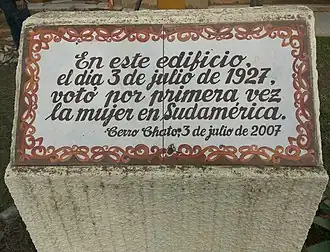 En este edificio,
el día 3 de julio de 1927,
votó por primera vez
la mujer en Sudamérica.
Cerro Chato, 3 de julio de 2007